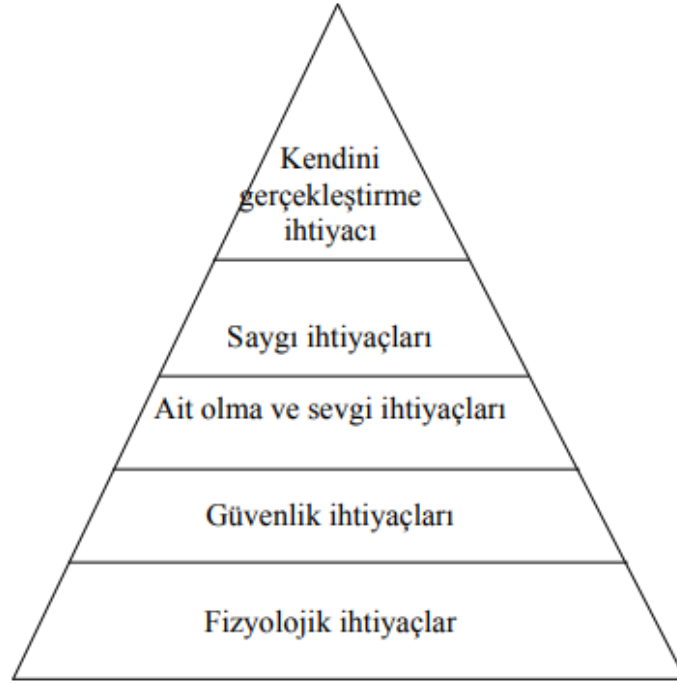 Kendini
gerçekleştirme
ihtiyacı
Saygı ihtiyaçları
Ait olma ve sevgi ihtiyaçları
Güvenlik ihtiyaçları
Fizyolojik ihtiyaçlar